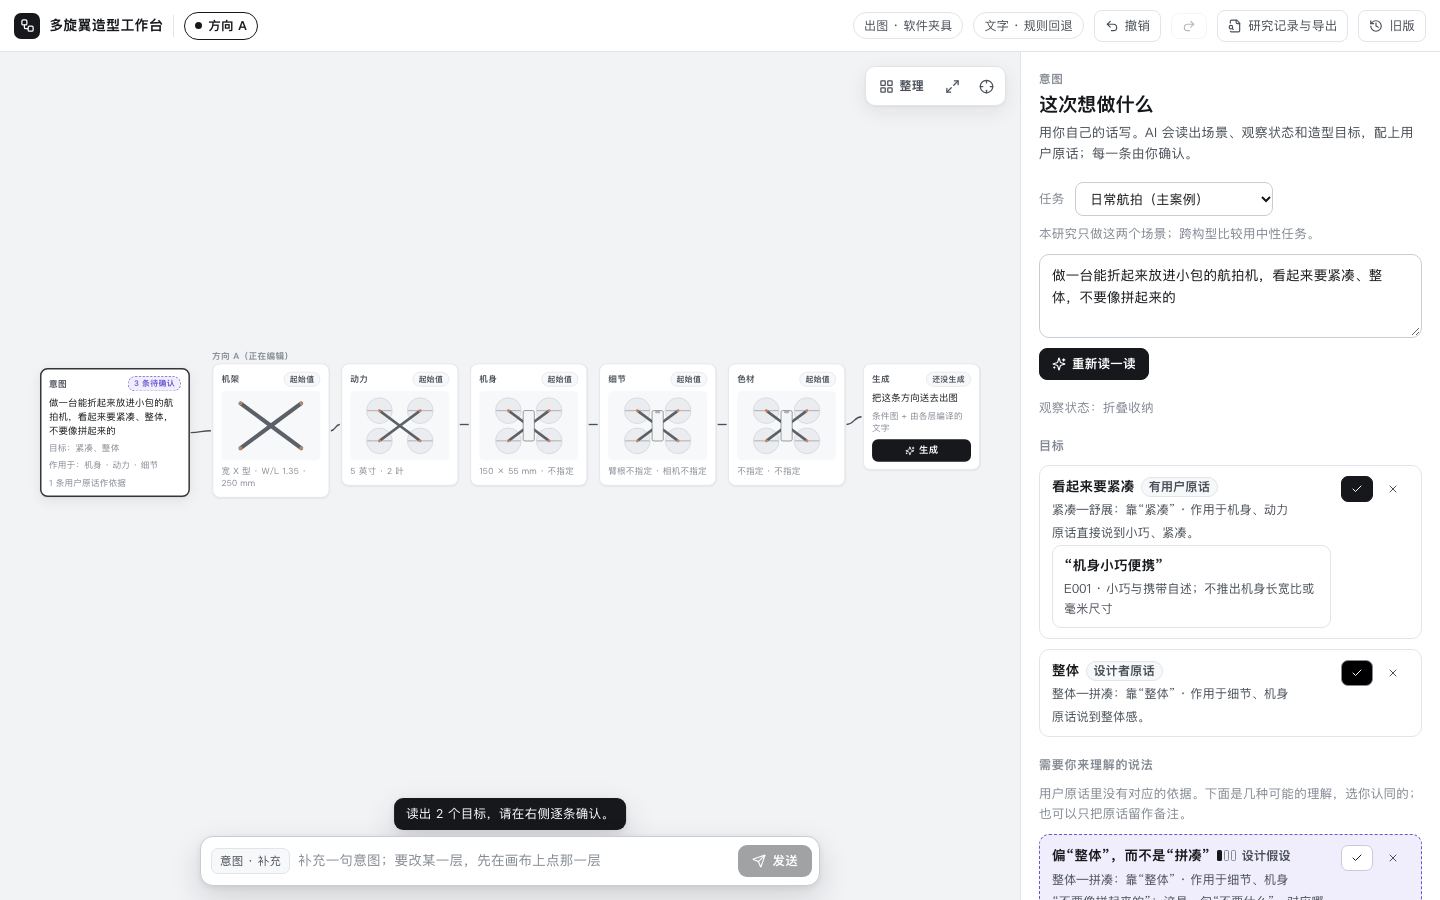 多旋翼造型工作台
方向 A
出图 · 软件夹具
文字 · 规则回退
撤销
研究记录与导出
旧版
整理
方向 A（正在编辑）
意图
3 条待确认
做一台能折起来放进小包的航
拍机，看起来要紧凑、整体，
不要像拼起来的
目标：紧凑、整体
作用于：机身 · 动力 · 细节
1 条用户原话作依据
机架
起始值
宽 X 型 · W/L 1.35 ·
250 mm
动力
起始值
5 英寸 · 2 叶
机身
起始值
150 × 55 mm · 不指定
细节
起始值
臂根不指定 · 相机不指定
色材
起始值
不指定 · 不指定
生成
还没生成
把这条方向送去出图
条件图 + 由各层编译的
文字
生成
读出 2 个目标，请在右侧逐条确认。
意图 · 补充
补充一句意图；要改某一层，先在画布上点那一层
发送
意图
这次想做什么
用你自己的话写。AI 会读出场景、观察状态和造型目标，配上用
户原话；每一条由你确认。
任务
日常航拍（主案例）
本研究只做这两个场景；跨构型比较用中性任务。
做一台能折起来放进小包的航拍机，看起来要紧凑、整
体，不要像拼起来的
重新读一读
观察状态：折叠收纳
目标
看起来要紧凑
有用户原话
紧凑—舒展：靠“紧凑” · 作用于机身、动力
原话直接说到小巧、紧凑。
“机身小巧便携”
E001 · 小巧与携带自述；不推出机身长宽比或
毫米尺寸
整体
设计者原话
整体—拼凑：靠“整体” · 作用于细节、机身
原话说到整体感。
需要你来理解的说法
用户原话里没有对应的依据。下面是几种可能的理解，选你认同的；
也可以只把原话留作备注。
偏“整体”，而不是“拼凑”
设计假设
整体—拼凑：靠“整体” · 作用于细节、机身